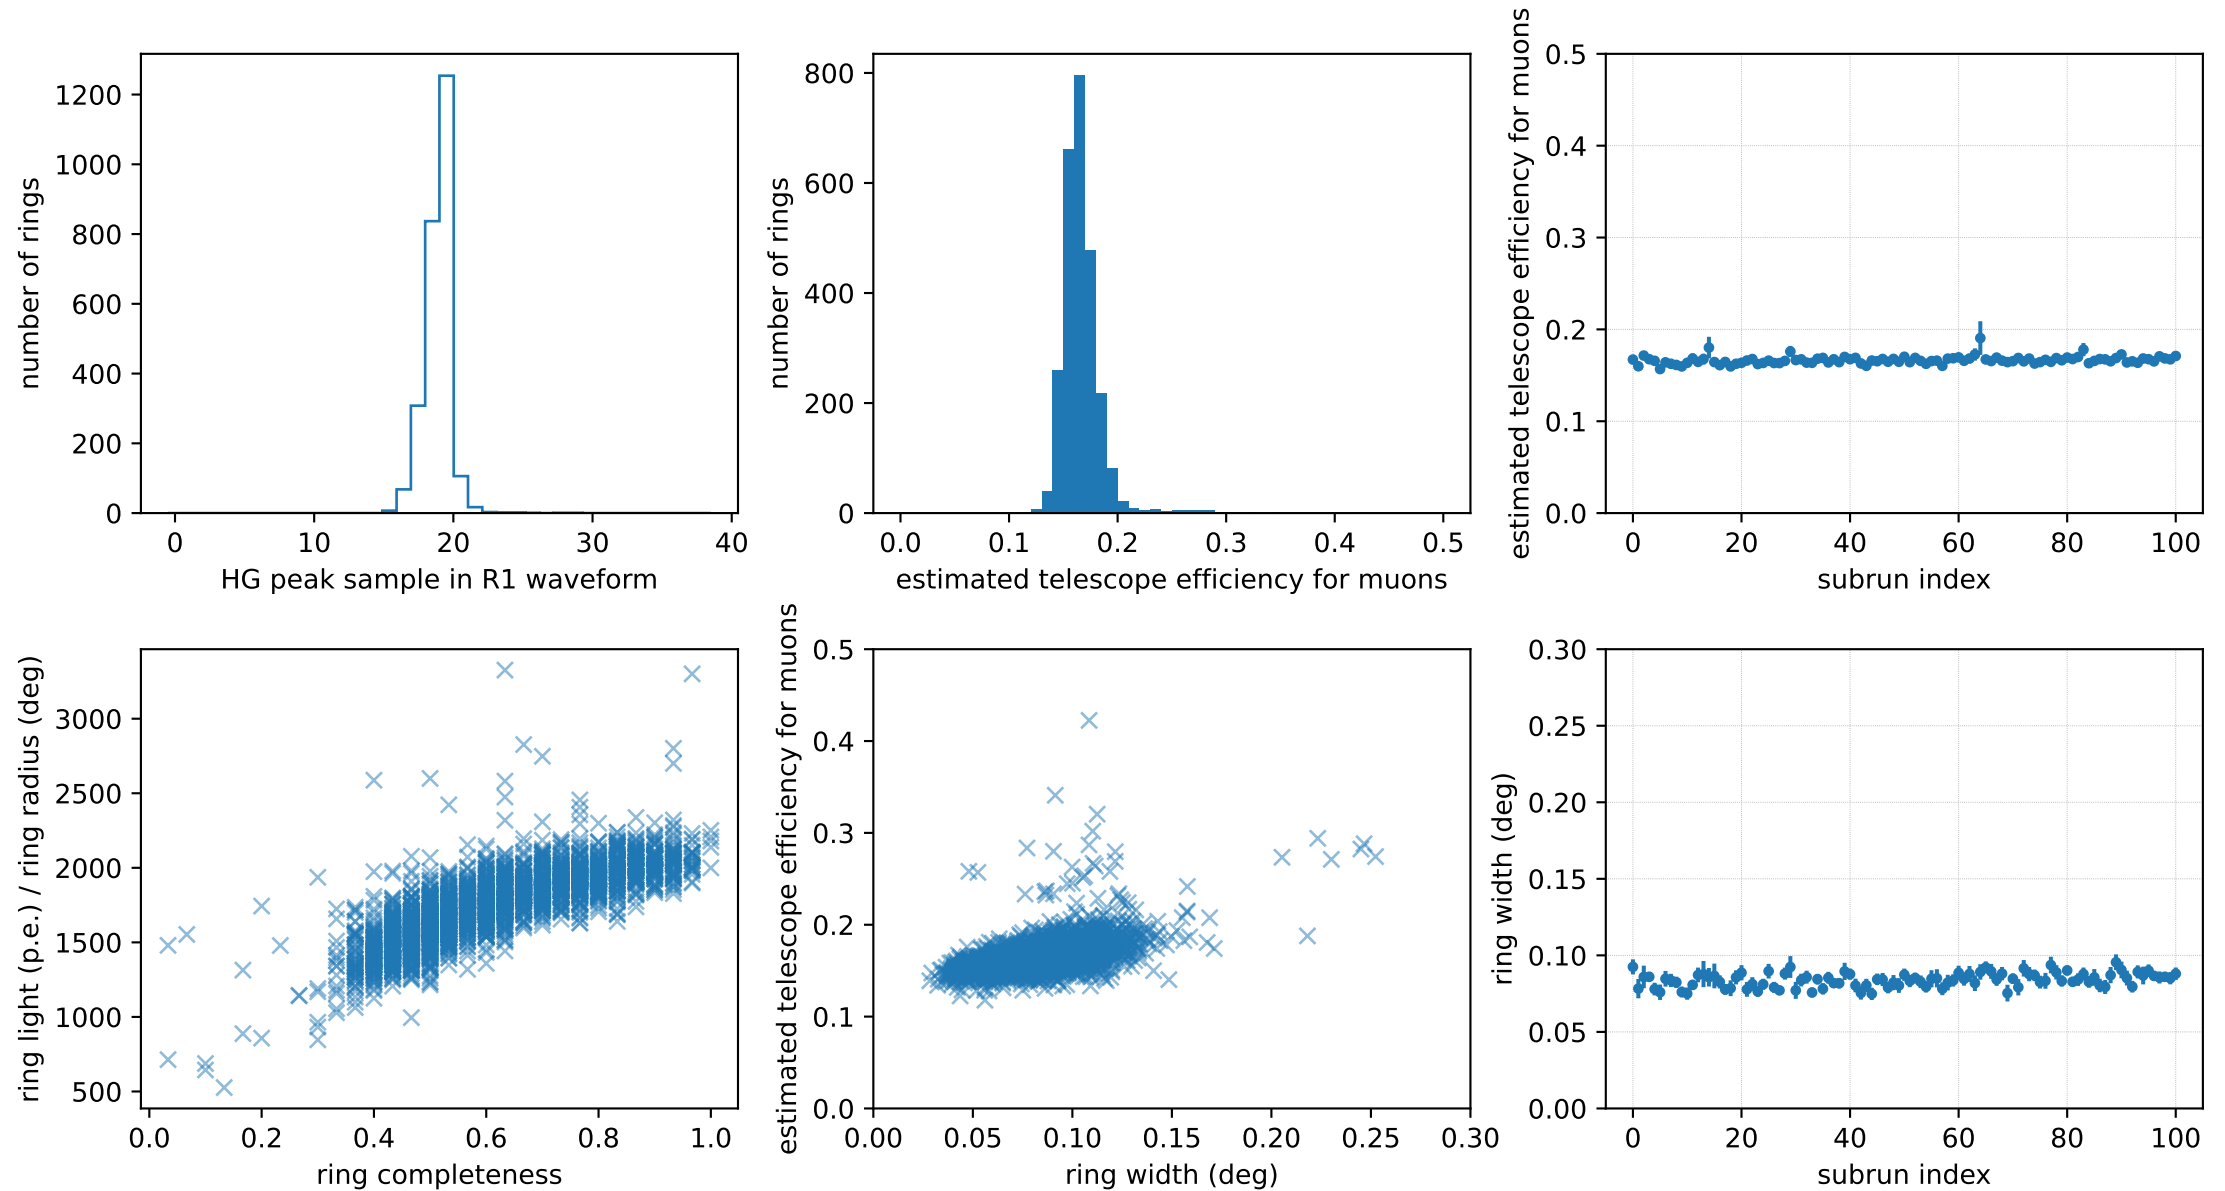 number of rings
1200
1000
800
600
400
200
0
0 10 20 30 40
HG peak sample in R1 waveform
number of rings
800
600
400
200
0
0.0 0.1 0.2 0.3 0.4 0.5
estimated telescope efficiency for muons
estimated telescope efficiency for muons
0.5
0.4
0.3
0.2
0.1
0.0
0 20 40 60 80 100
subrun index
ring light (p.e.) / ring radius (deg)
3000
2500
2000
1500
1000
500
0.0 0.2 0.4 0.6 0.8 1.0
ring completeness
estimated telescope efficiency for muons
0.5
0.4
0.3
0.2
0.1
0.0
0.00 0.05 0.10 0.15 0.20 0.25 0.30
ring width (deg)
ring width (deg)
0.30
0.25
0.20
0.15
0.10
0.05
0.00
0 20 40 60 80 100
subrun index